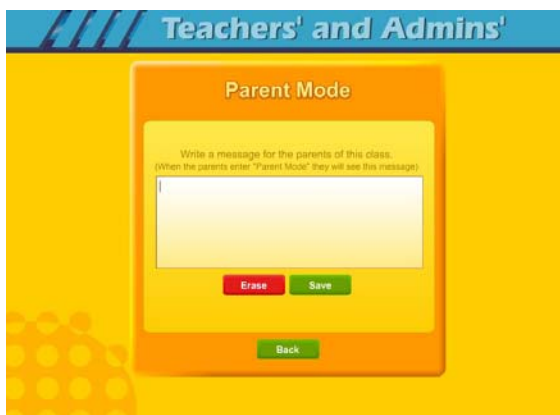 Teachers' and Admins'
Parent Mode
Write a message for the parents of this class.
(When the parents enter "Parent Mode" they will see this message).
Erase Save
Back